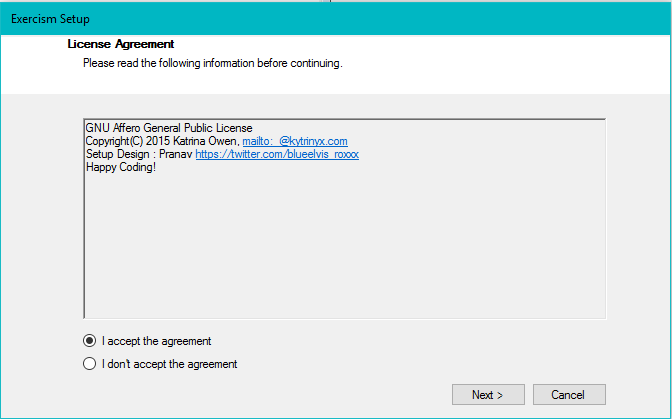 Exercism Setup
License Agreement
Please read the following information before continuing.
GNU Affero General Public License
Copyright(C) 2015 Katrina Owen, mailto:_@kytrinyx.com
Setup Design : Pranav https://twitter.com/blueelvis_roxxx
Happy Coding!
I accept the agreement
I don't accept the agreement
Next >
Cancel